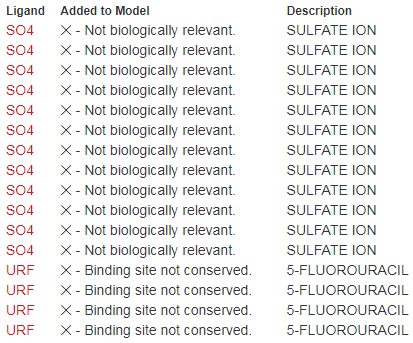 Ligand Added to Model Description
SO4 X - Not biologically relevant. SULFATE ION
SO4 X - Not biologically relevant. SULFATE ION
SO4 X - Not biologically relevant. SULFATE ION
SO4 X - Not biologically relevant. SULFATE ION
SO4 X - Not biologically relevant. SULFATE ION
SO4 X - Not biologically relevant. SULFATE ION
SO4 X - Not biologically relevant. SULFATE ION
SO4 X - Not biologically relevant. SULFATE ION
SO4 X - Not biologically relevant. SULFATE ION
SO4 X - Not biologically relevant. SULFATE ION
SO4 X - Not biologically relevant. SULFATE ION
SO4 X - Not biologically relevant. SULFATE ION
URF X - Binding site not conserved. 5-FLUOROURACIL
URF X - Binding site not conserved. 5-FLUOROURACIL
URF X - Binding site not conserved. 5-FLUOROURACIL
URF X - Binding site not conserved. 5-FLUOROURACIL